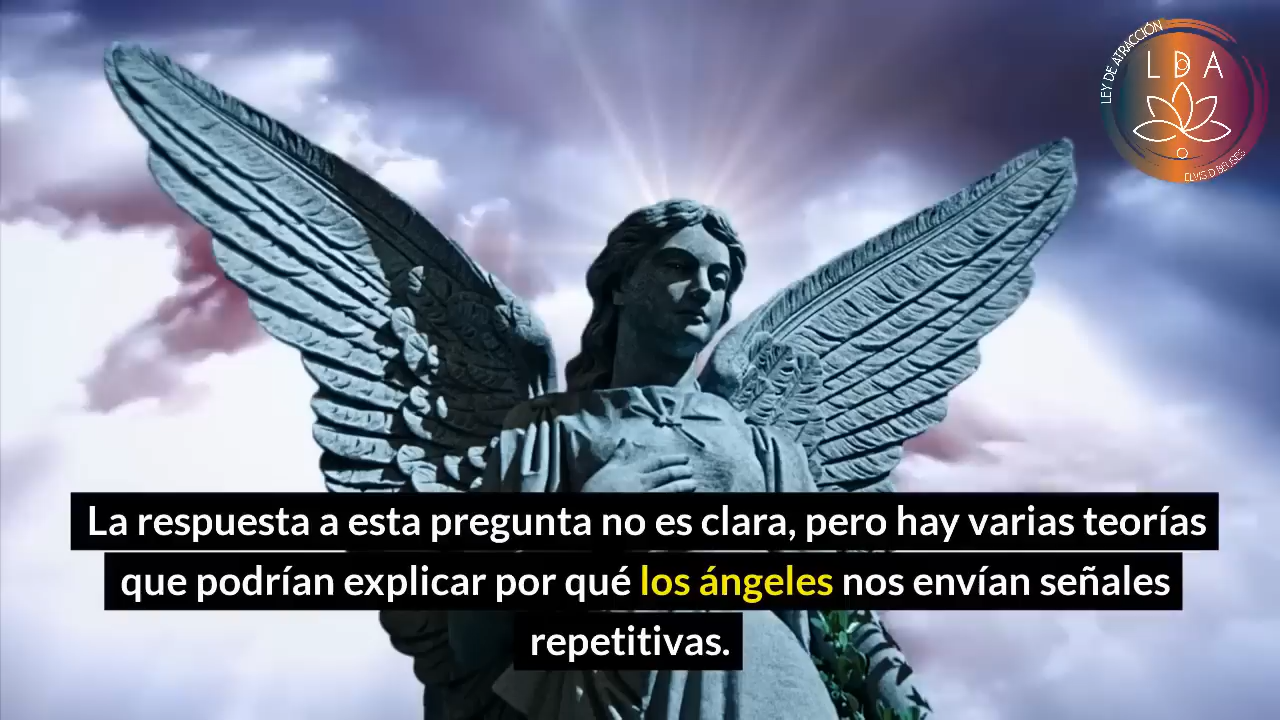 LEY DE ATRACCIÓN
LDA
La respuesta a esta pregunta no es clara, pero hay varias teorías
que podrían explicar por qué los ángeles nos envían señales
repetitivas.